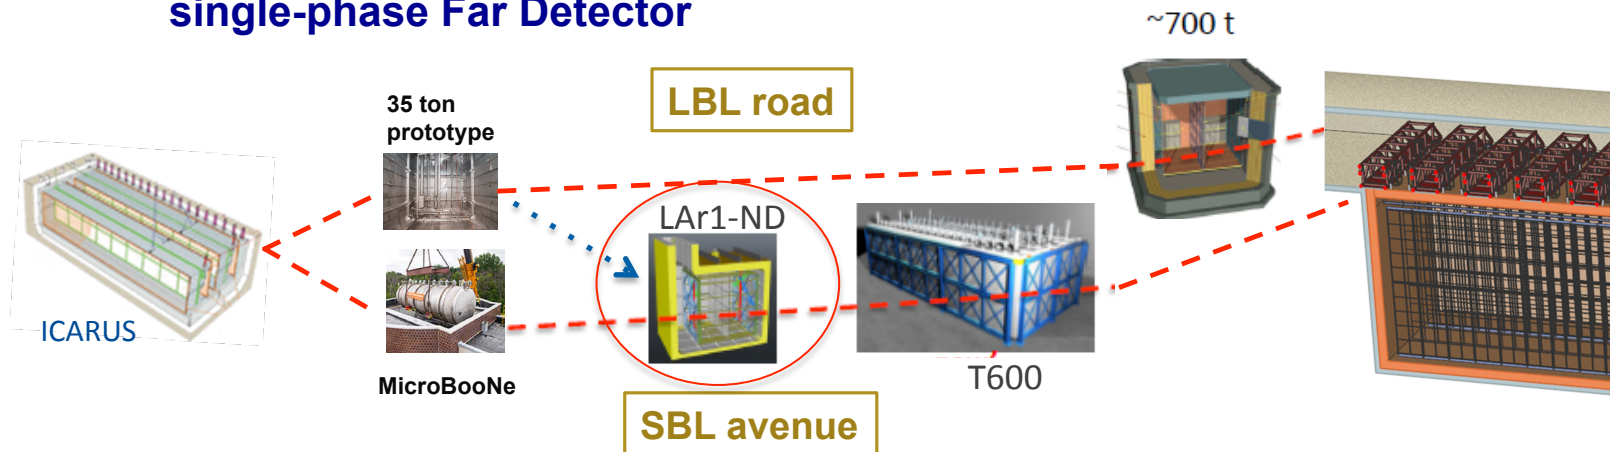 single-phase Far Detector
~700 t
LBL road
35 ton
prototype
LAr1-ND
ICARUS
T600
MicroBooNe
SBL avenue